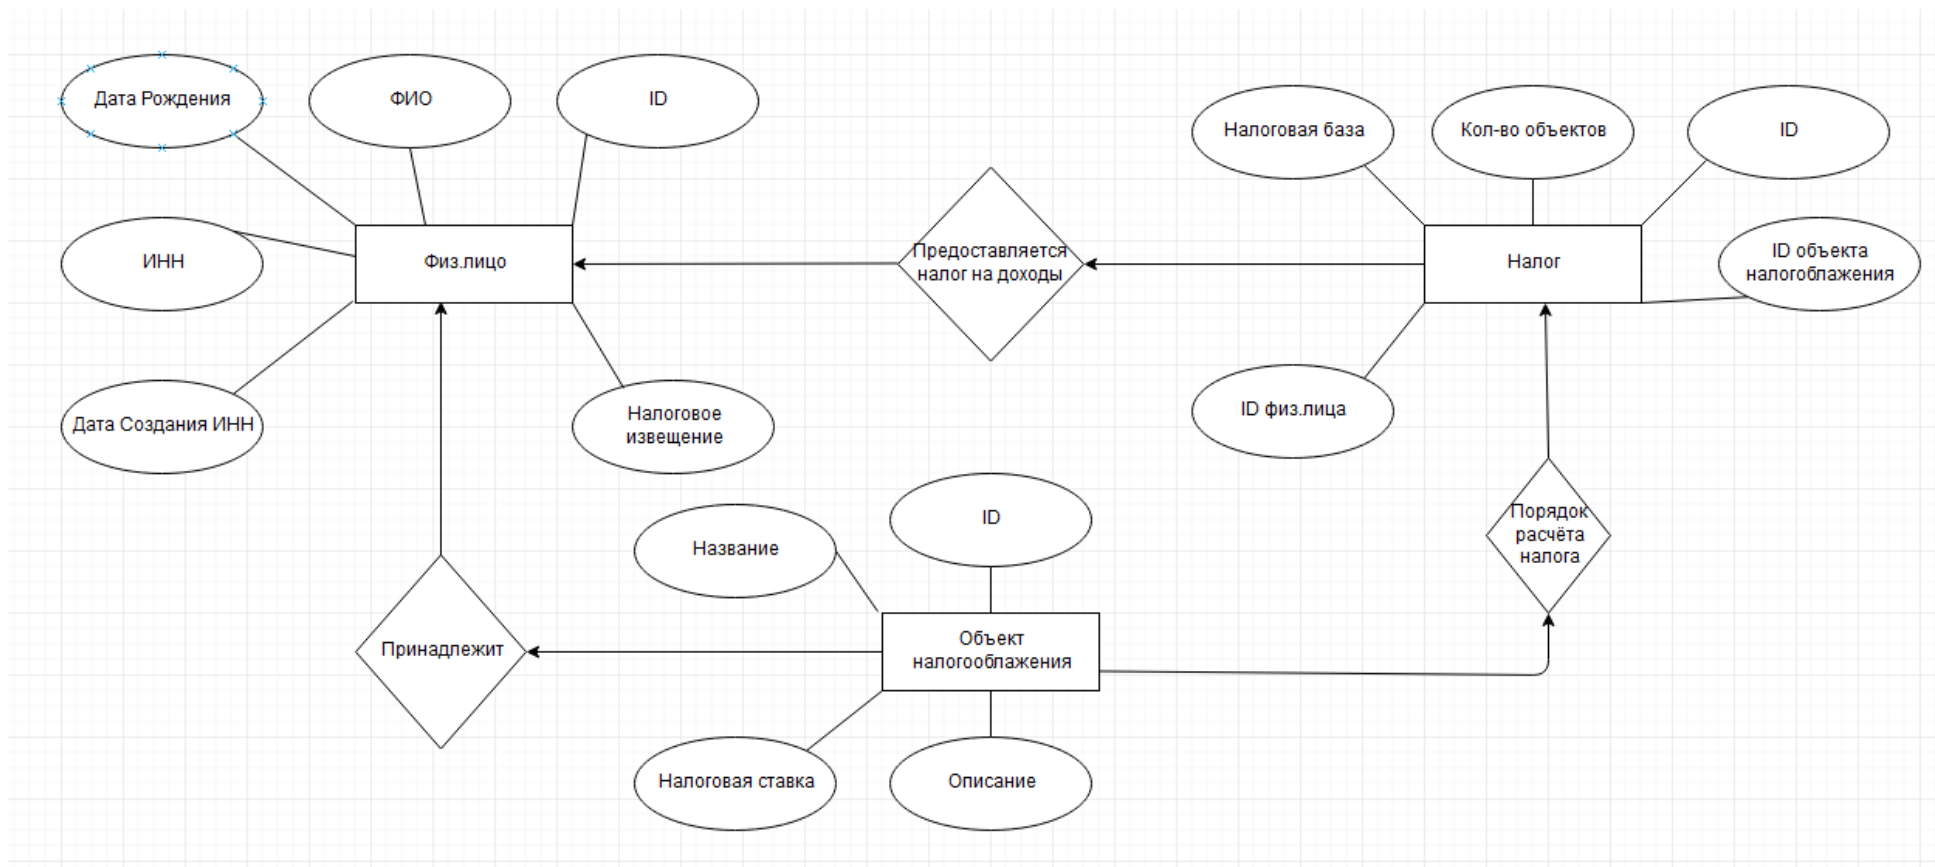 Дата Рождения
ФИО
ID
Налоговая база
Кол-во объектов
ID
ИНН
Физ.лицо
Предоставляется
налог на доходы
Налог
ID объекта
налогоблажения
Дата Создания ИНН
Налоговое
извещение
ID физ.лица
Название
ID
Порядок
расчёта
налога
Принадлежит
Объект
налогооблажения
Налоговая ставка
Описание